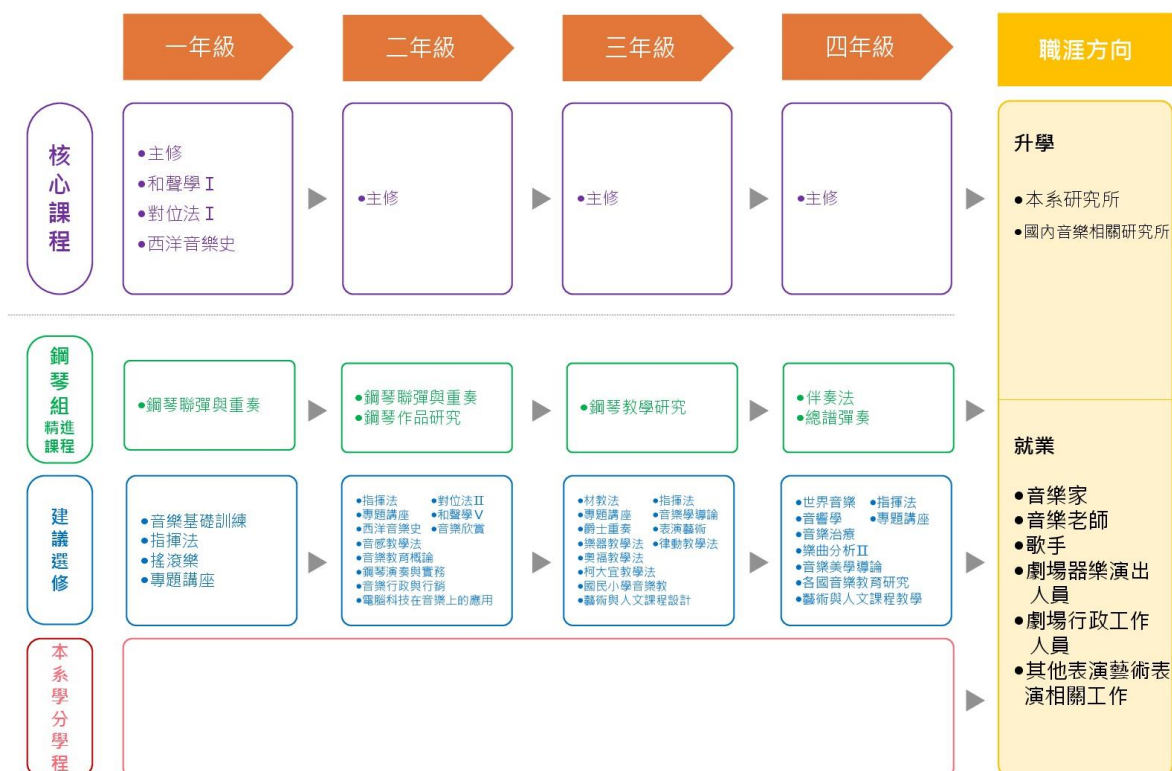 一年級
二年級
三年級
四年級
職涯方向
核心課程
●主修
●和聲學 I
●對位法 I
●西洋音樂史
●主修
●主修
●主修
升學
●本系研究所
●國內音樂相關研究所
鋼琴組
精進
課程
●鋼琴聯彈與重奏
●鋼琴聯彈與重奏
●鋼琴作品研究
●鋼琴教學研究
●伴奏法
●總譜彈奏
建議選修
●音樂基礎訓練
●指揮法
●搖滾樂
●專題講座
●指揮法 ●對位法II
●專題講座 ●和聲學V
●西洋音樂史 ●音樂欣賞
●音感教學法
●音樂教育概論
●鋼琴演奏與實務
●音樂行政與行銷
●電腦科技在音樂上的應用
●材教法 ●指揮法
●專題講座 ●音樂學導論
●爵士重奏 ●表演藝術
●樂器教學法 ●律動教學法
●奧福教學法
●柯大宜教學法
●國民小學音樂教
●藝術與人文課程設計
●世界音樂 ●指揮法
●音響學 ●專題講座
●音樂治療
●樂曲分析II
●音樂美學導論
●各國音樂教育研究
●藝術與人文課程教學
就業
●音樂家
●音樂老師
●歌手
●劇場器樂演出
人員
●劇場行政工作
人員
●其他表演藝術表
演相關工作
本系學分學程